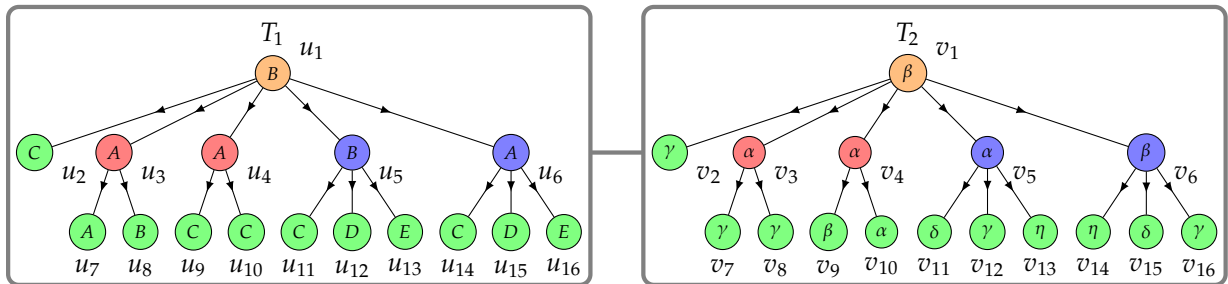 T₁ T₂
u₁ v₁
B β
C A A B A γ α α α β
u₂ u₃ u₄ u₅ u₆ v₂ v₃ v₄ v₅ v₆
A B C C C D E C D E γ γ β α δ γ η η δ γ
u₇ u₈ u₉ u₁₀ u₁₁ u₁₂ u₁₃ u₁₄ u₁₅ u₁₆ v₇ v₈ v₉ v₁₀ v₁₁ v₁₂ v₁₃ v₁₄ v₁₅ v₁₆